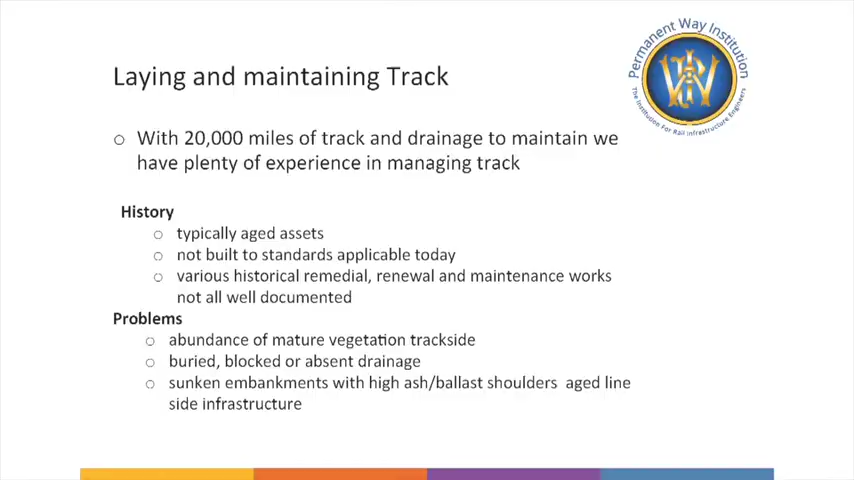 Permanent Way Institution
The Institution For Rail Infrastructure Engineers
Laying and maintaining Track
With 20,000 miles of track and drainage to maintain we
have plenty of experience in managing track
History
typically aged assets
not built to standards applicable today
various historical remedial, renewal and maintenance works
not all well documented
Problems
abundance of mature vegetation trackside
buried, blocked or absent drainage
sunken embankments with high ash/ballast shoulders aged line
side infrastructure